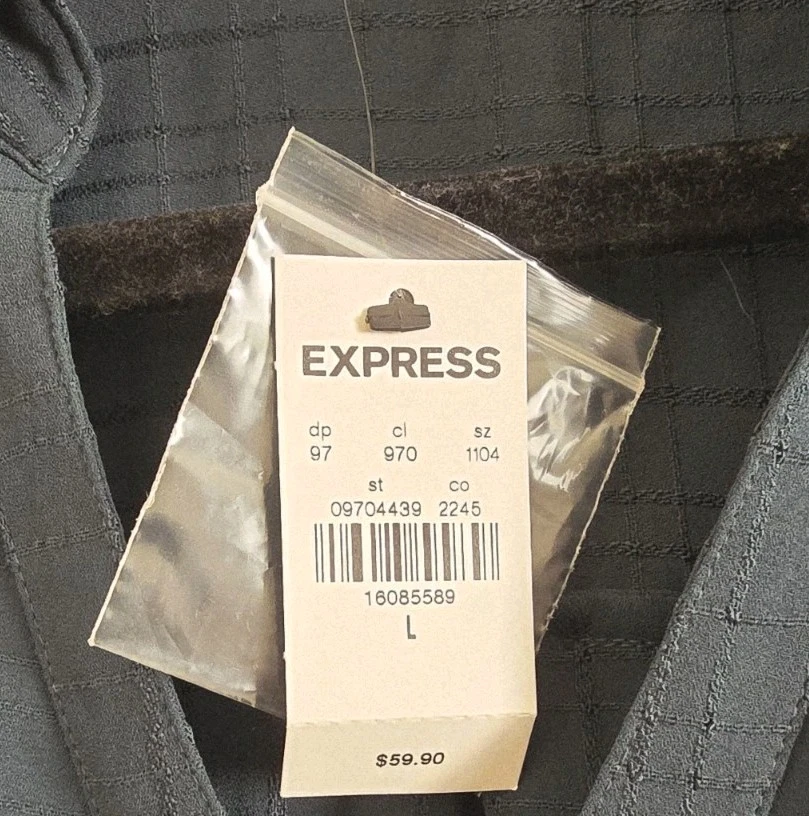 EXPRESS
dp cl sz
97 970 1104
st co
09704439 2245
16085589
L
$59.90